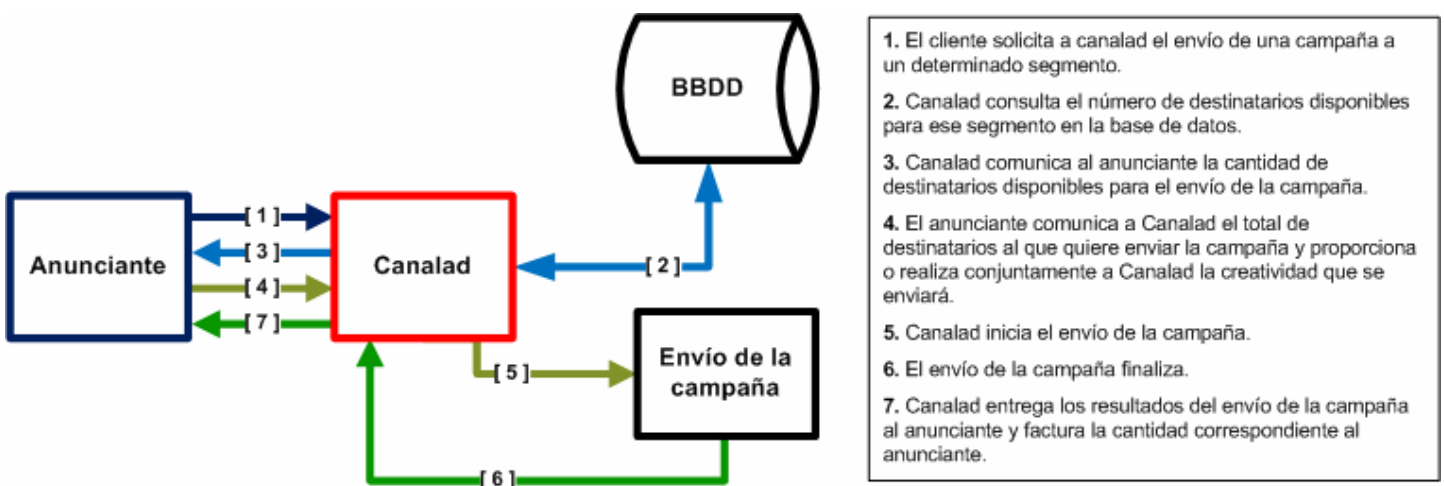 BBDD
Anunciante
Canalad
[ 1 ]
[ 3 ]
[ 4 ]
[ 7 ]
[ 2 ]
[ 5 ]
Envío de la
campaña
[ 6 ]
1. El cliente solicita a canalad el envío de una campaña a
un determinado segmento.
2. Canalad consulta el número de destinatarios disponibles
para ese segmento en la base de datos.
3. Canalad comunica al anunciante la cantidad de
destinatarios disponibles para el envío de la campaña.
4. El anunciante comunica a Canalad el total de
destinatarios al que quiere enviar la campaña y proporciona
o realiza conjuntamente a Canalad la creatividad que se
enviará.
5. Canalad inicia el envío de la campaña.
6. El envío de la campaña finaliza.
7. Canalad entrega los resultados del envío de la campaña
al anunciante y factura la cantidad correspondiente al
anunciante.